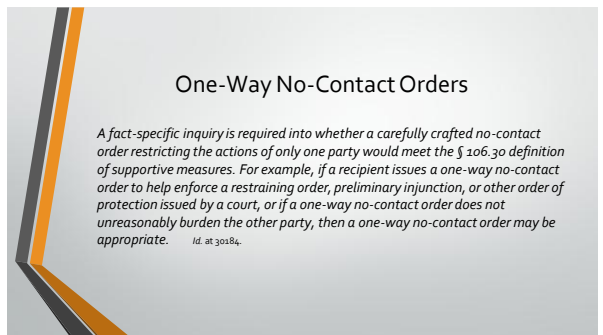 One-Way No-Contact Orders
A fact-specific inquiry is required into whether a carefully crafted no-contact
order restricting the actions of only one party would meet the § 106.30 definition
of supportive measures. For example, if a recipient issues a one-way no-contact
order to help enforce a restraining order, preliminary injunction, or other order of
protection issued by a court, or if a one-way no-contact order does not
unreasonably burden the other party, then a one-way no-contact order may be
appropriate. Id. at 30184.